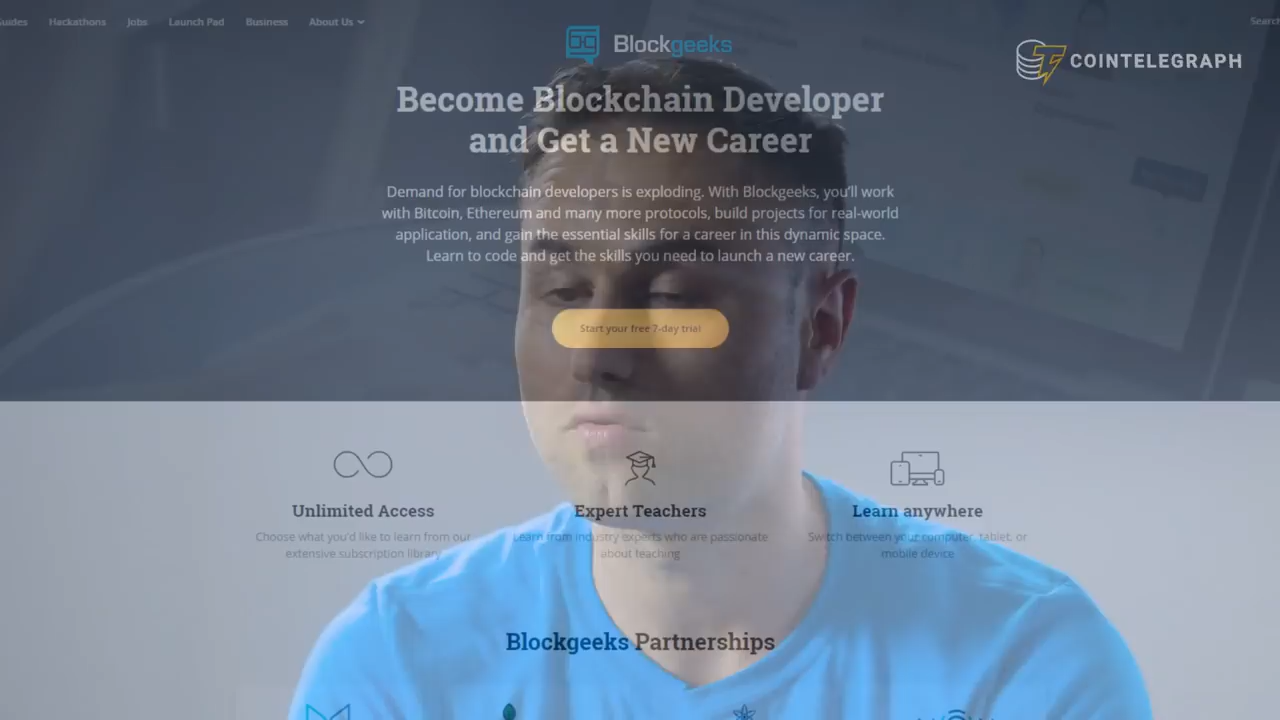 Guides Hackathons Jobs Launch Pad Business About Us
Search
Blockgeeks
COINTELEGRAPH
Become Blockchain Developer
and Get a New Career
Demand for blockchain developers is exploding. With Blockgeeks, you'll work
with Bitcoin, Ethereum and many more protocols, build projects for real-world
application, and gain the essential skills for a career in this dynamic space.
Learn to code and get the skills you need to launch a new career.
Start your free 7-day trial
Unlimited Access
Choose what you'd like to learn from our
extensive subscription library
Expert Teachers
Learn from industry experts who are passionate
about teaching
Learn anywhere
Switch between your computer, tablet, or
mobile device
Blockgeeks Partnerships